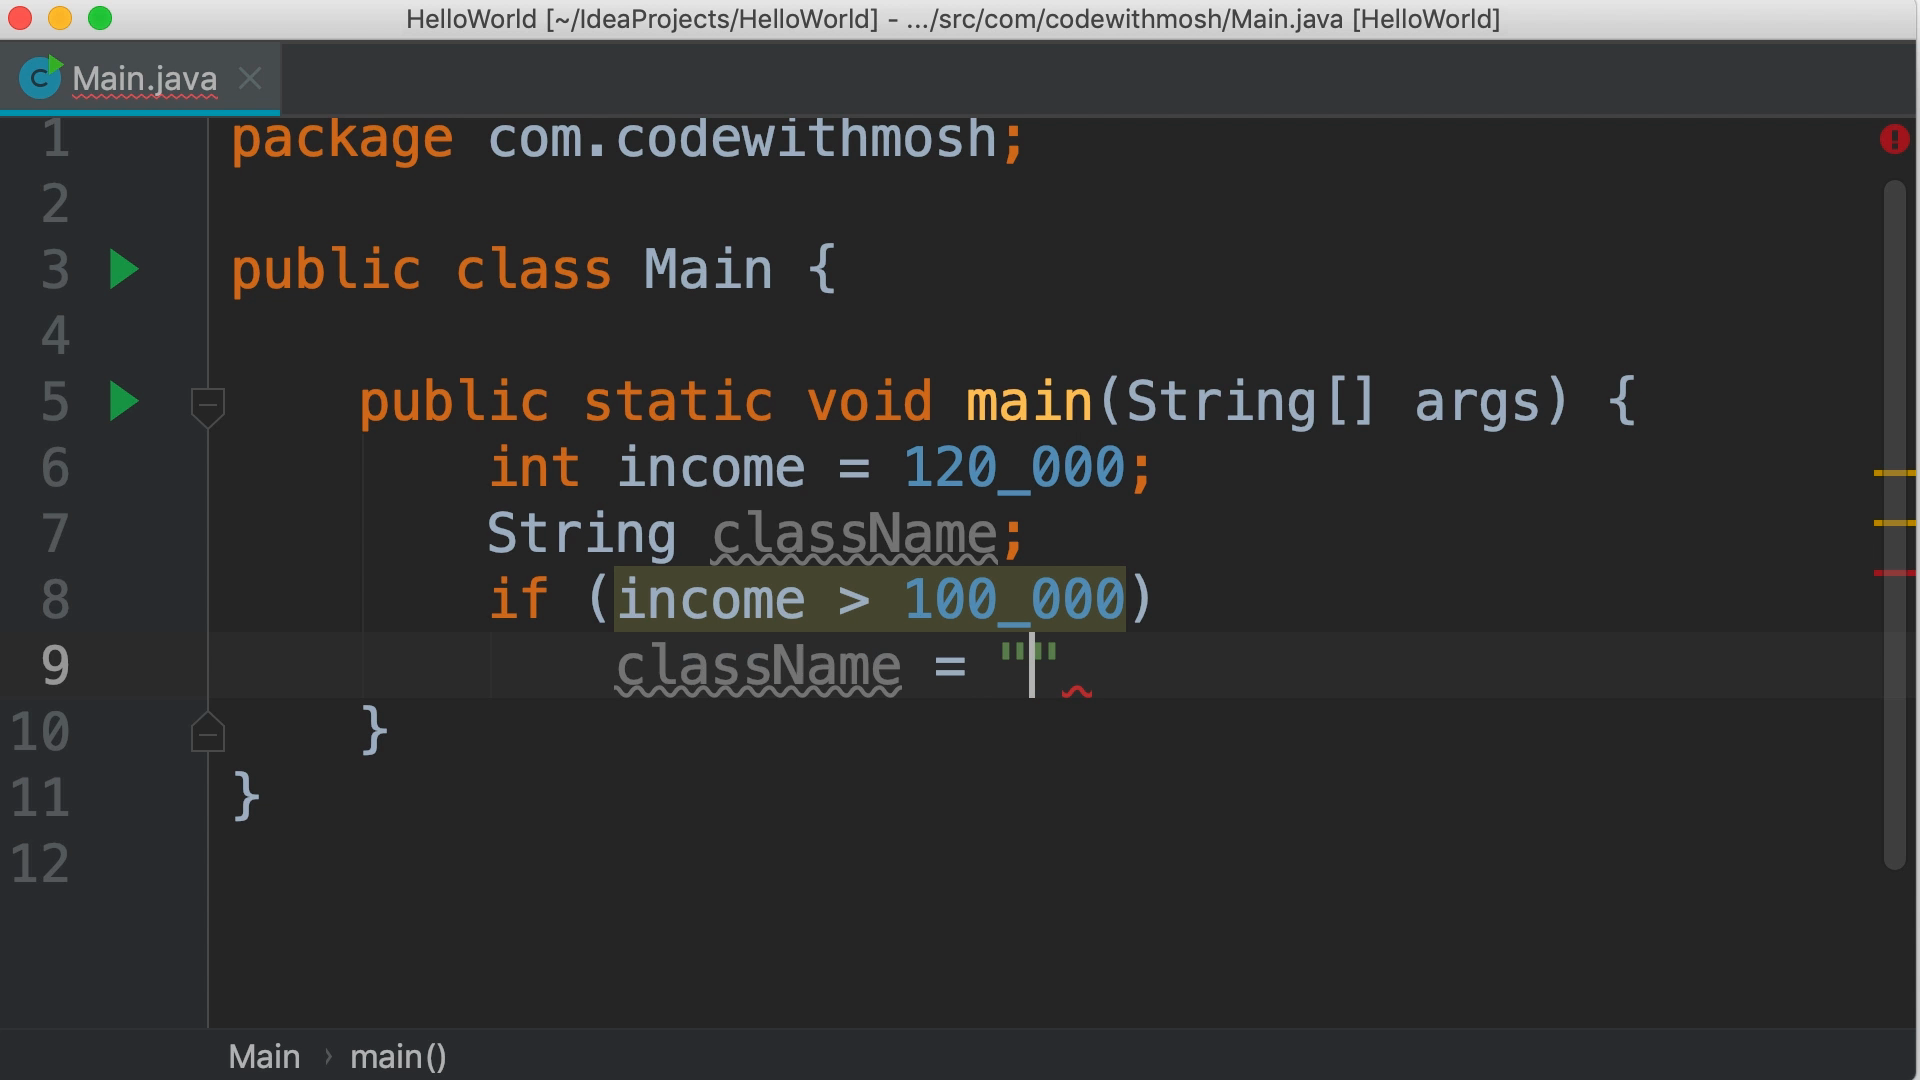 HelloWorld [~/IdeaProjects/HelloWorld] - .../src/com/codewithmosh/Main.java [HelloWorld]
Main.java
1 package com.codewithmosh;
2
3 public class Main {
4
5 public static void main(String[] args) {
6 int income = 120_000;
7 String className;
8 if (income > 100_000)
9 className = ""
10 }
11 }
12
Main › main()